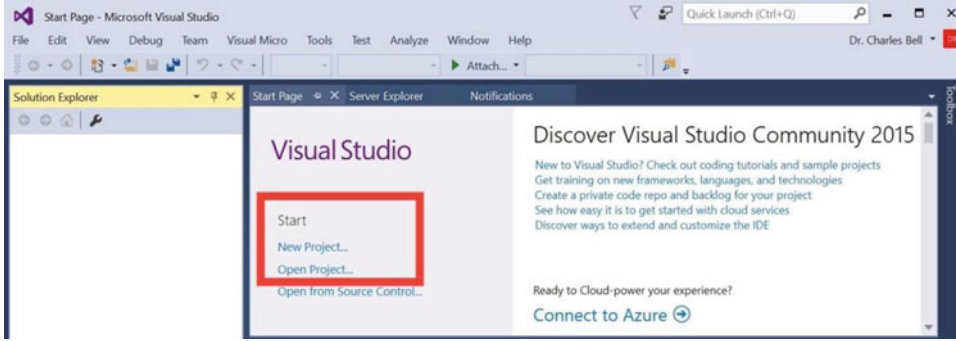 Start Page - Microsoft Visual Studio
Quick Launch (Ctrl+Q)
File Edit View Debug Team Visual Micro Tools Test Analyze Window Help
Dr. Charles Bell
Attach...
Solution Explorer
Start Page Server Explorer Notifications
Toolbox
Visual Studio
Start
New Project...
Open Project...
Open from Source Control...
Discover Visual Studio Community 2015
New to Visual Studio? Check out coding tutorials and sample projects
Get training on new frameworks, languages, and technologies
Create a private code repo and backlog for your project
See how easy it is to get started with cloud services
Discover ways to extend and customize the IDE
Ready to Cloud-power your experience?
Connect to Azure